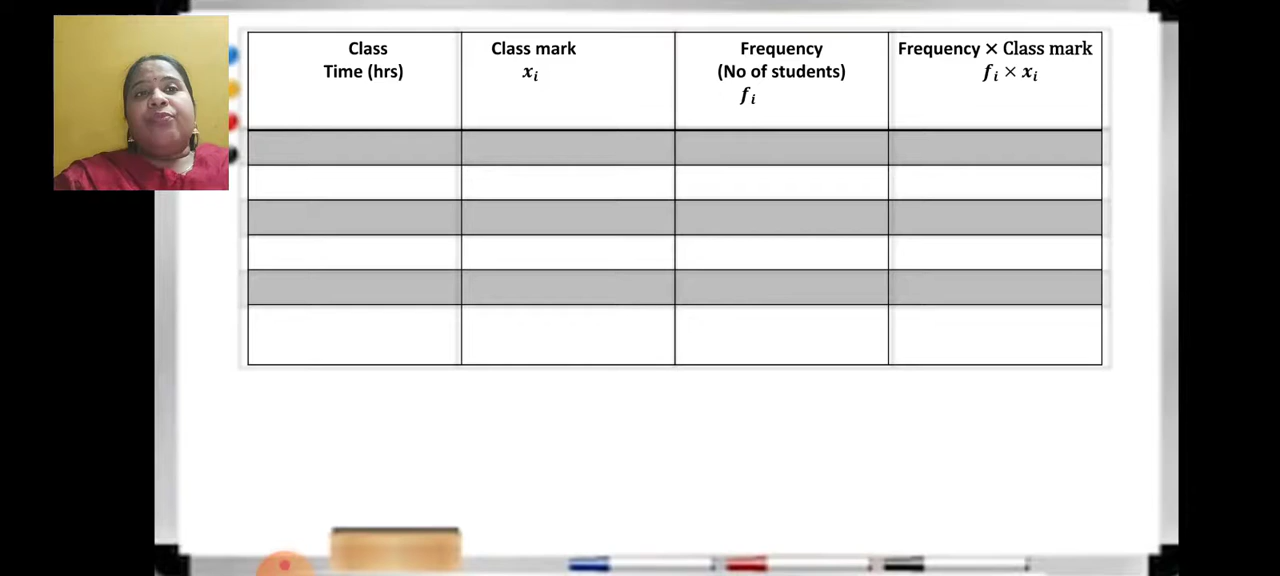 Class
Time (hrs)
Class mark
𝒙ᵢ
Frequency
(No of students)
𝒇ᵢ
Frequency × Class mark
𝒇ᵢ × 𝒙ᵢ